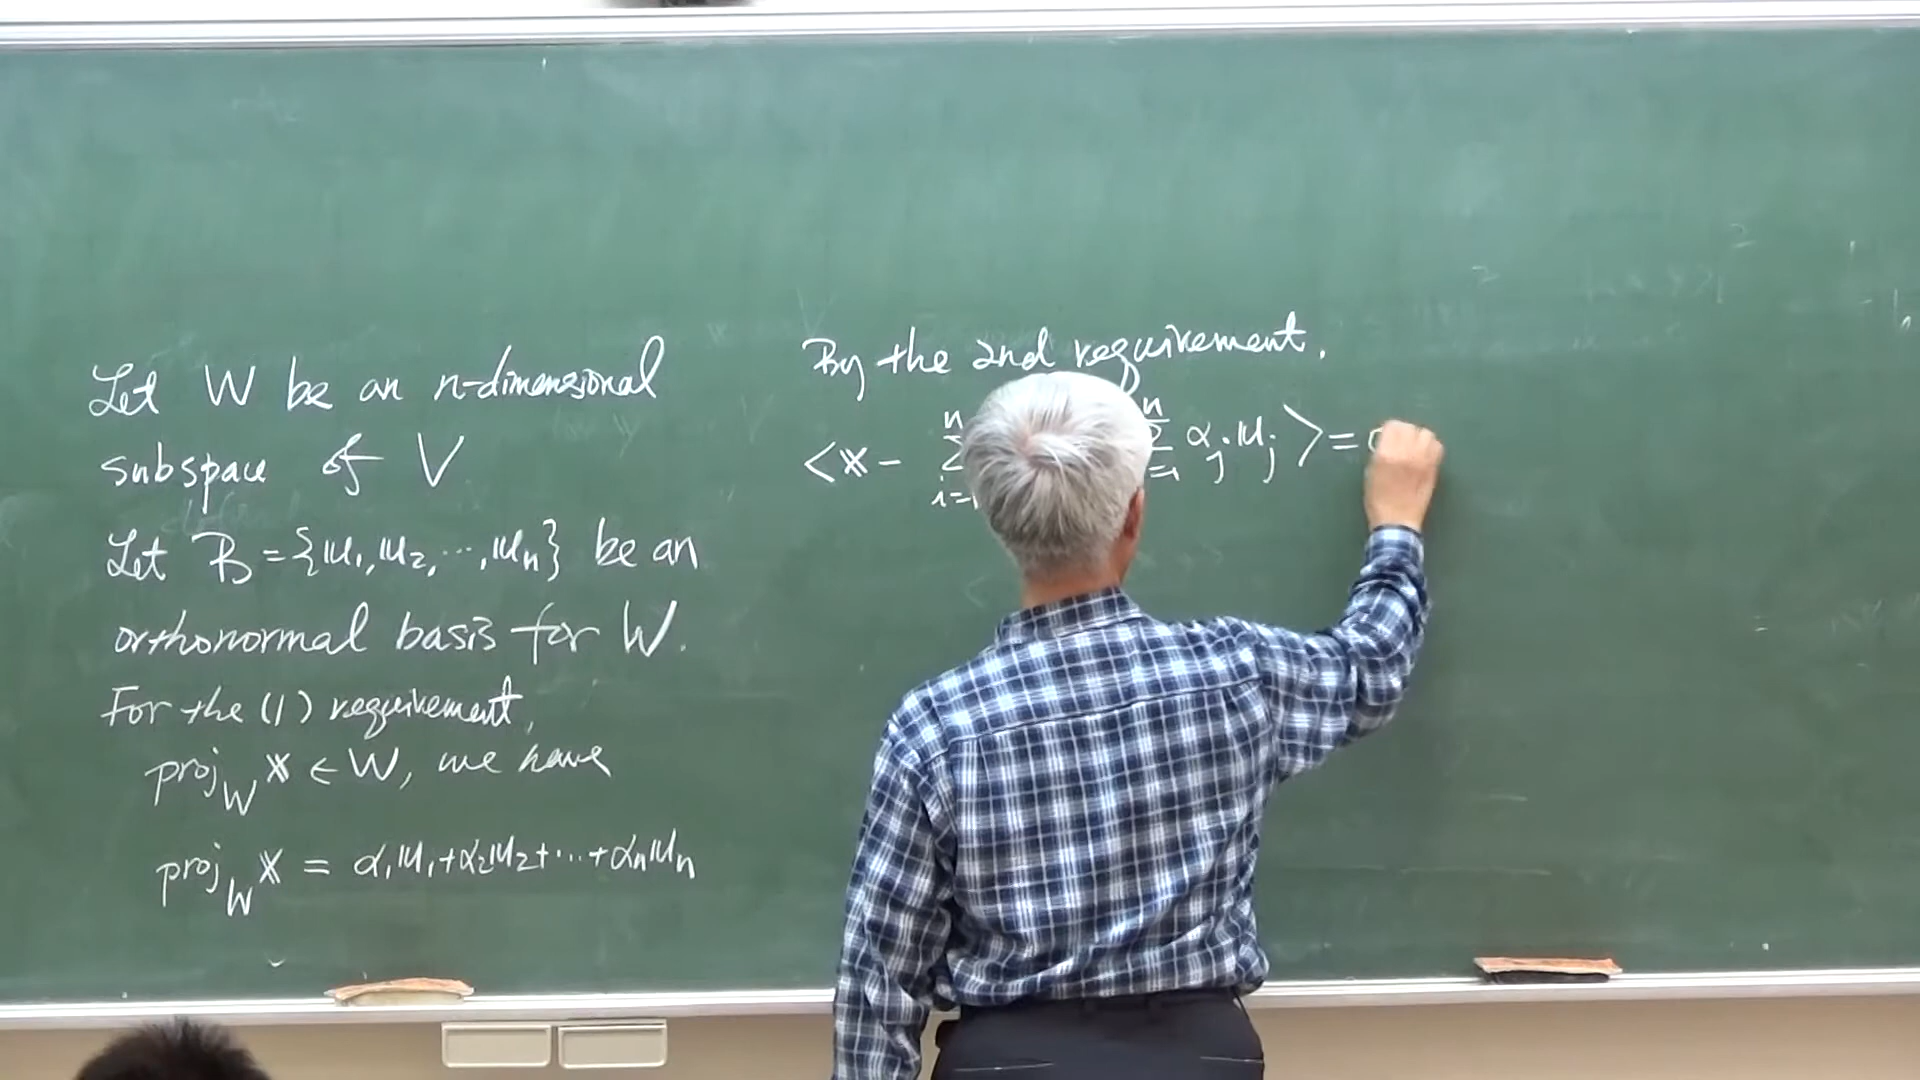 Let W be an n-dimensional
subspace of V
Let B = {u₁, u₂, ..., uₙ} be an
orthonormal basis for W.
For the (1) requirement,
proj_W x ∈ W, we have
proj_W x = α₁u₁+α₂u₂+...+αₙuₙ
By the 2nd requirement,
<x - Σ αⱼuⱼ> =